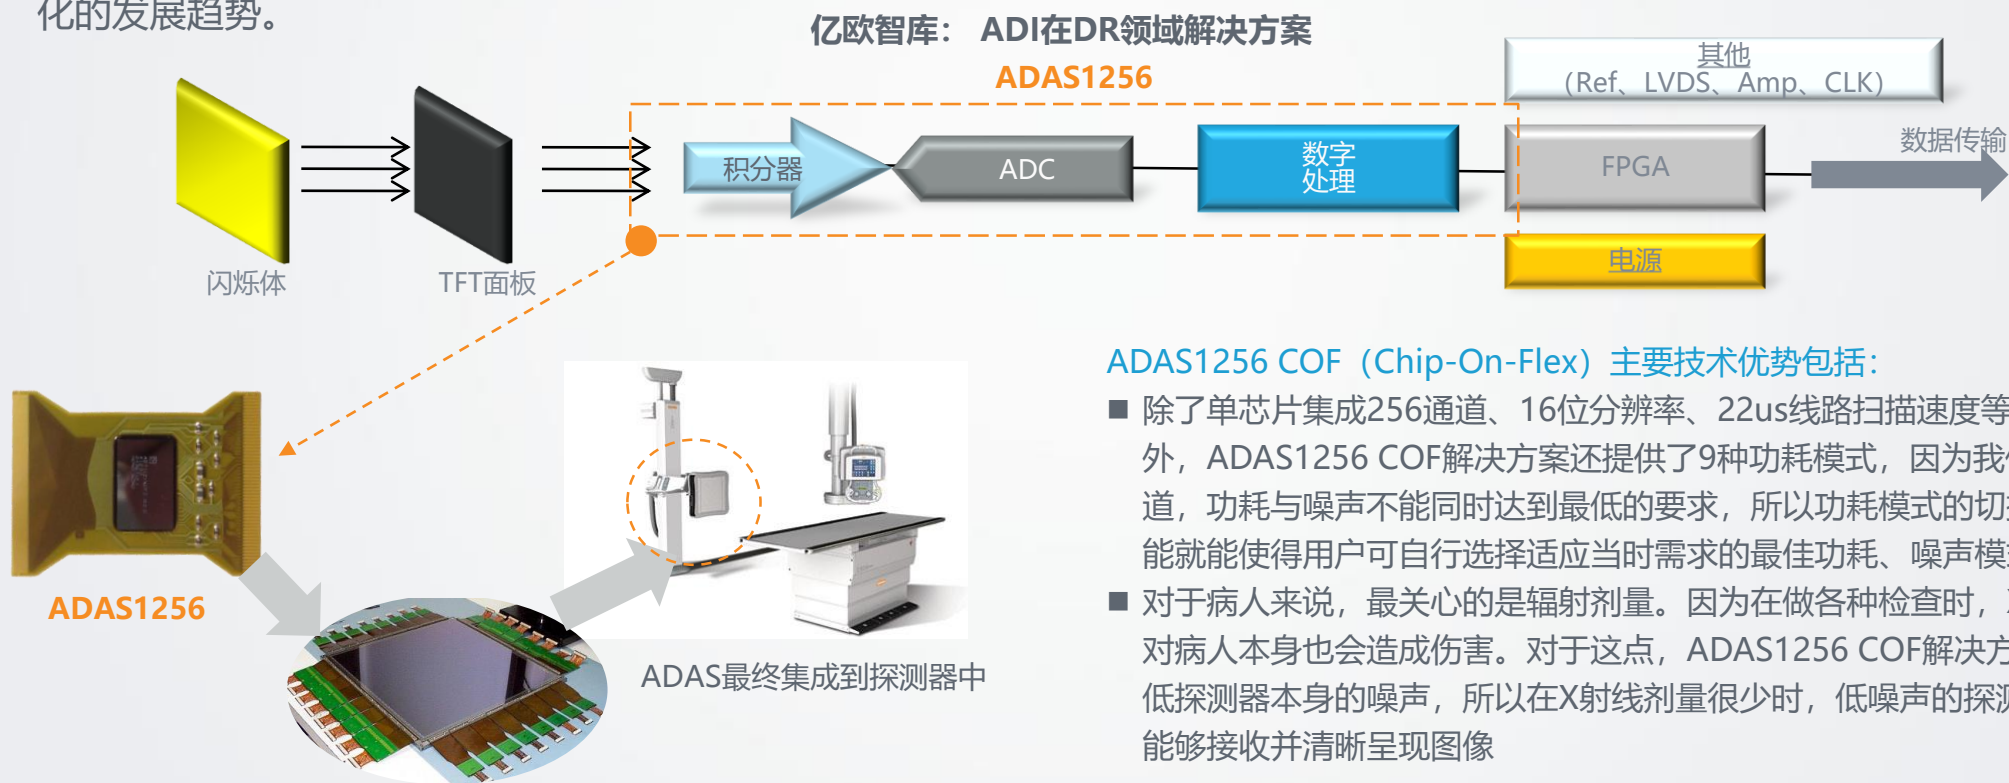 化的发展趋势。
亿欧智库： ADI在DR领域解决方案
ADAS1256
其他
（Ref、LVDS、Amp、CLK）
积分器
ADC
数字
处理
FPGA
数据传输
电源
闪烁体
TFT面板
ADAS1256
ADAS最终集成到探测器中
ADAS1256 COF（Chip-On-Flex）主要技术优势包括：
■ 除了单芯片集成256通道、16位分辨率、22us线路扫描速度等
外，ADAS1256 COF解决方案还提供了9种功耗模式，因为我
道，功耗与噪声不能同时达到最低的要求，所以功耗模式的切
能就能使得用户可自行选择适应当时需求的最佳功耗、噪声模
■ 对于病人来说，最关心的是辐射剂量。因为在做各种检查时，
对病人本身也会造成伤害。对于这点，ADAS1256 COF解决方
低探测器本身的噪声，所以在X射线剂量很少时，低噪声的探
能够接收并清晰呈现图像